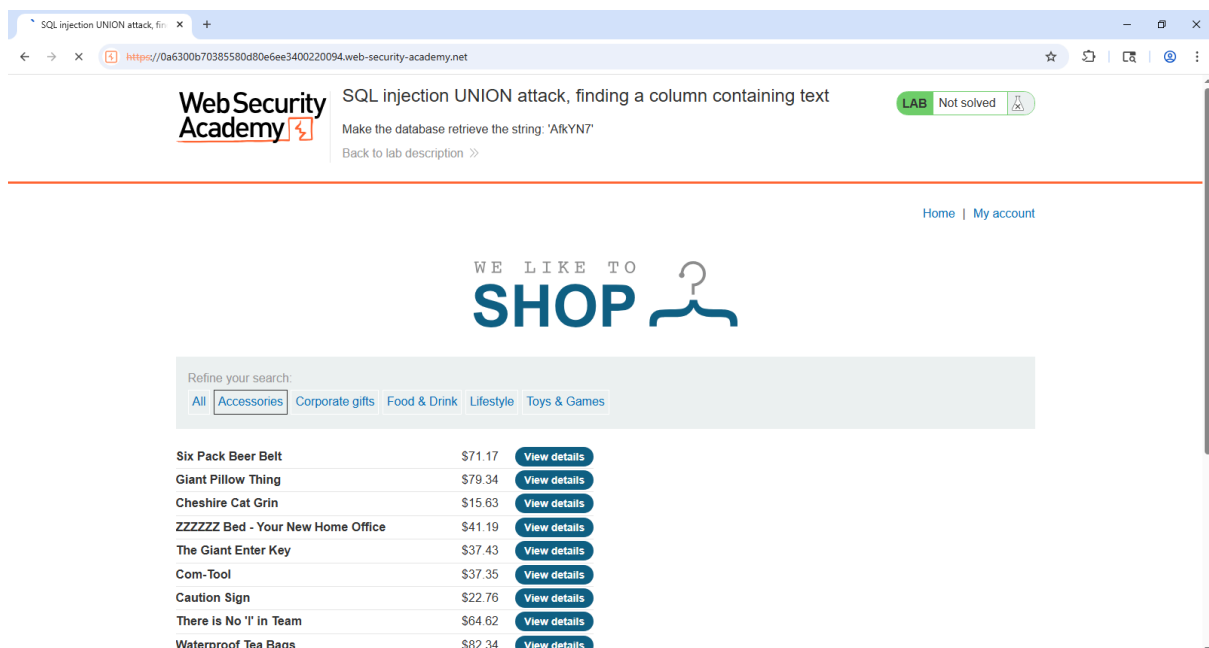 SQL injection UNION attack, fin
https://0a6300b70385580d80e6ee3400220094.web-security-academy.net
Web Security
Academy
SQL injection UNION attack, finding a column containing text
Make the database retrieve the string: 'AfkYN7'
Back to lab description
LAB Not solved
Home | My account
WE LIKE TO
SHOP
Refine your search:
All Accessories Corporate gifts Food & Drink Lifestyle Toys & Games
Six Pack Beer Belt $71.17 View details
Giant Pillow Thing $79.34 View details
Cheshire Cat Grin $15.63 View details
ZZZZZZ Bed - Your New Home Office $41.19 View details
The Giant Enter Key $37.43 View details
Com-Tool $37.35 View details
Caution Sign $22.76 View details
There is No 'I' in Team $64.62 View details
Waterproof Tea Bags $82.34 View details